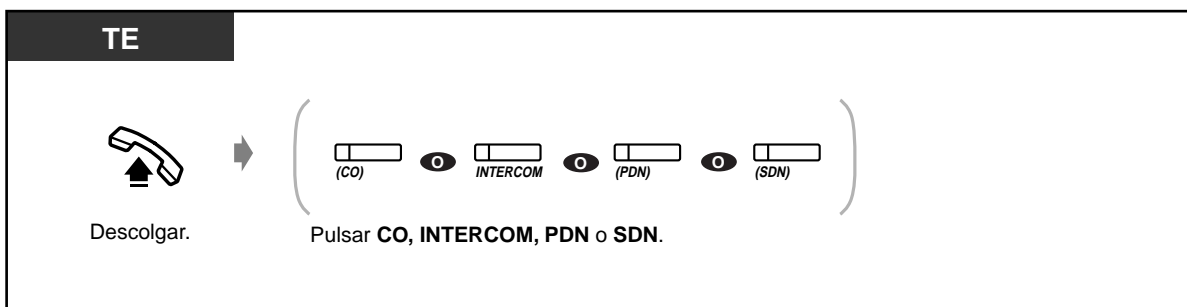 TE
(CO) O INTERCOM O (PDN) O (SDN)
Descolgar.
Pulsar CO, INTERCOM, PDN o SDN.